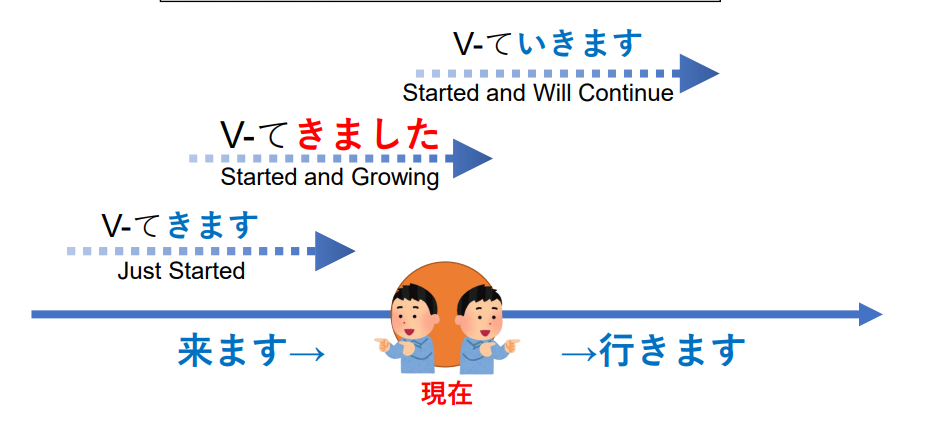 V-ていきます
Started and Will Continue
V-てきました
Started and Growing
V-てきます
Just Started
来ます→
→行きます
現在